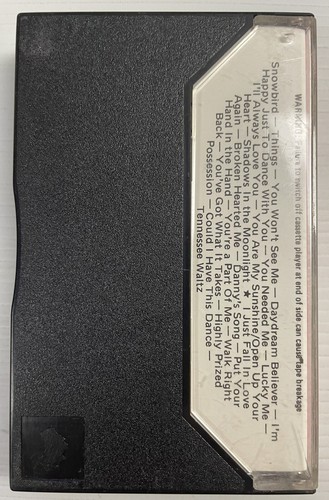 WARNING: Failure to switch off cassette player at end of side can cause tape breakage
Snowbird — Things — You Won't See Me — Daydream Believer — I'm
Happy Just To Dance With You — You Needed Me — Lucky Me —
I'll Always Love You — You Are My Sunshine/Open Up Your
Heart — Shadows In the Moonlight ★ I Just Fall In Love
Again — Broken Hearted Me — Danny's Song — Put Your
Hand In the Hand — You're a Part Of Me — Walk Right
Back — You've Got What It Takes — Highly Prized
Possession — Could I Have This Dance —
Tennessee Waltz